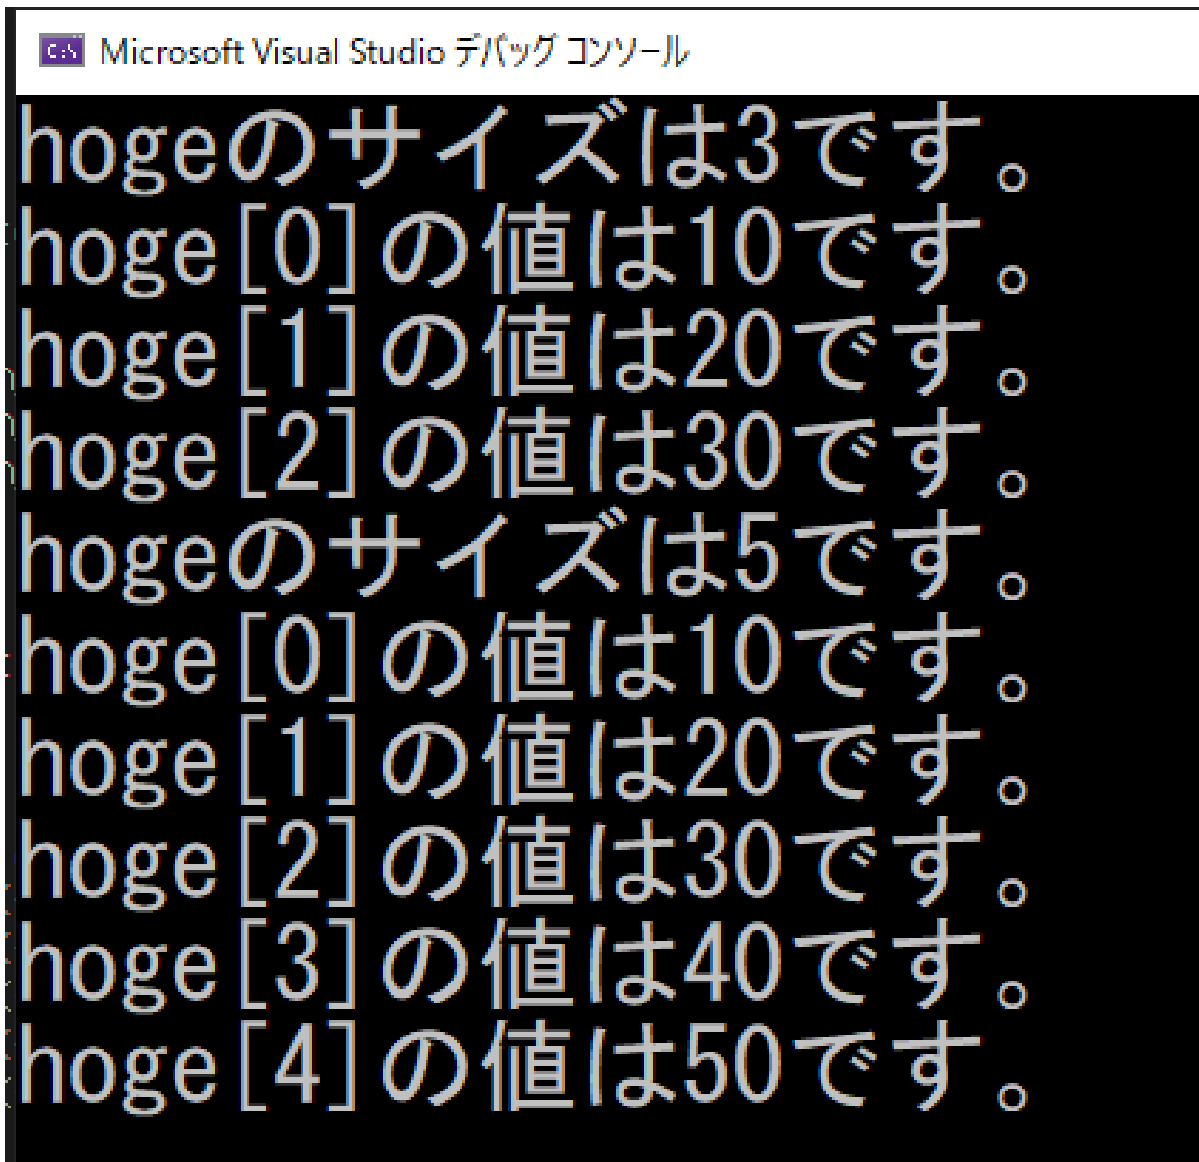 C:\ Microsoft Visual Studio デバッグ コンソール
hogeのサイズは3です。
hoge[0]の値は10です。
hoge[1]の値は20です。
hoge[2]の値は30です。
hogeのサイズは5です。
hoge[0]の値は10です。
hoge[1]の値は20です。
hoge[2]の値は30です。
hoge[3]の値は40です。
hoge[4]の値は50です。